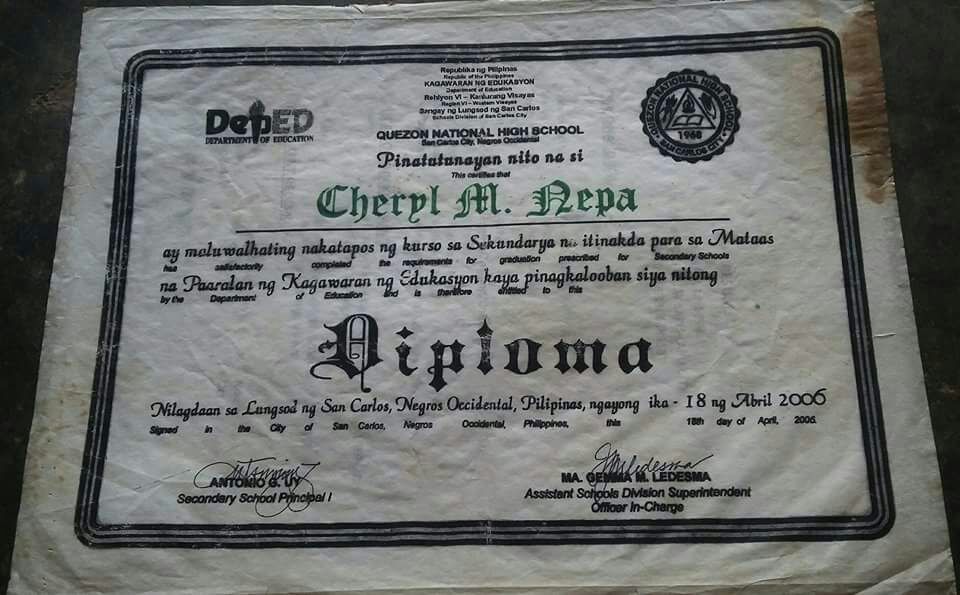 Republika ng Pilipinas
Republic of the Philippines
KAGAWARAN NG EDUKASYON
Department of Education
Rehiyon VI – Kanlurang Visayas
Region VI – Western Visayas
Sangay ng Lungsod ng San Carlos
Schools Division of San Carlos City
DepED
DEPARTMENT OF EDUCATION
QUEZON NATIONAL HIGH SCHOOL
1968
SAN CARLOS CITY
QUEZON NATIONAL HIGH SCHOOL
San Carlos City, Negros Occidental
Pinatutunayan nito na si
This certifies that
Cheryl M. Nepa
ay maluwalhating nakatapos ng kurso sa Sekundarya na itinakda para sa Mataas
has satisfactorily completed the requirements for graduation prescribed for Secondary Schools
na Paaralan ng Kagawaran ng Edukasyon kaya pinagkalooban siya nitong
by the Department of Education and is therefore entitled to this
Diploma
Nilagdaan sa Lungsod ng San Carlos, Negros Occidental, Pilipinas, ngayong ika - 18 ng Abril 2006
Signed in the City of San Carlos, Negros Occidental, Philippines, this 18th day of April, 2006.
ANTONIO G. UY
Secondary School Principal I
MA. GEMMA M. LEDESMA
Assistant Schools Division Superintendent
Officer In-Charge